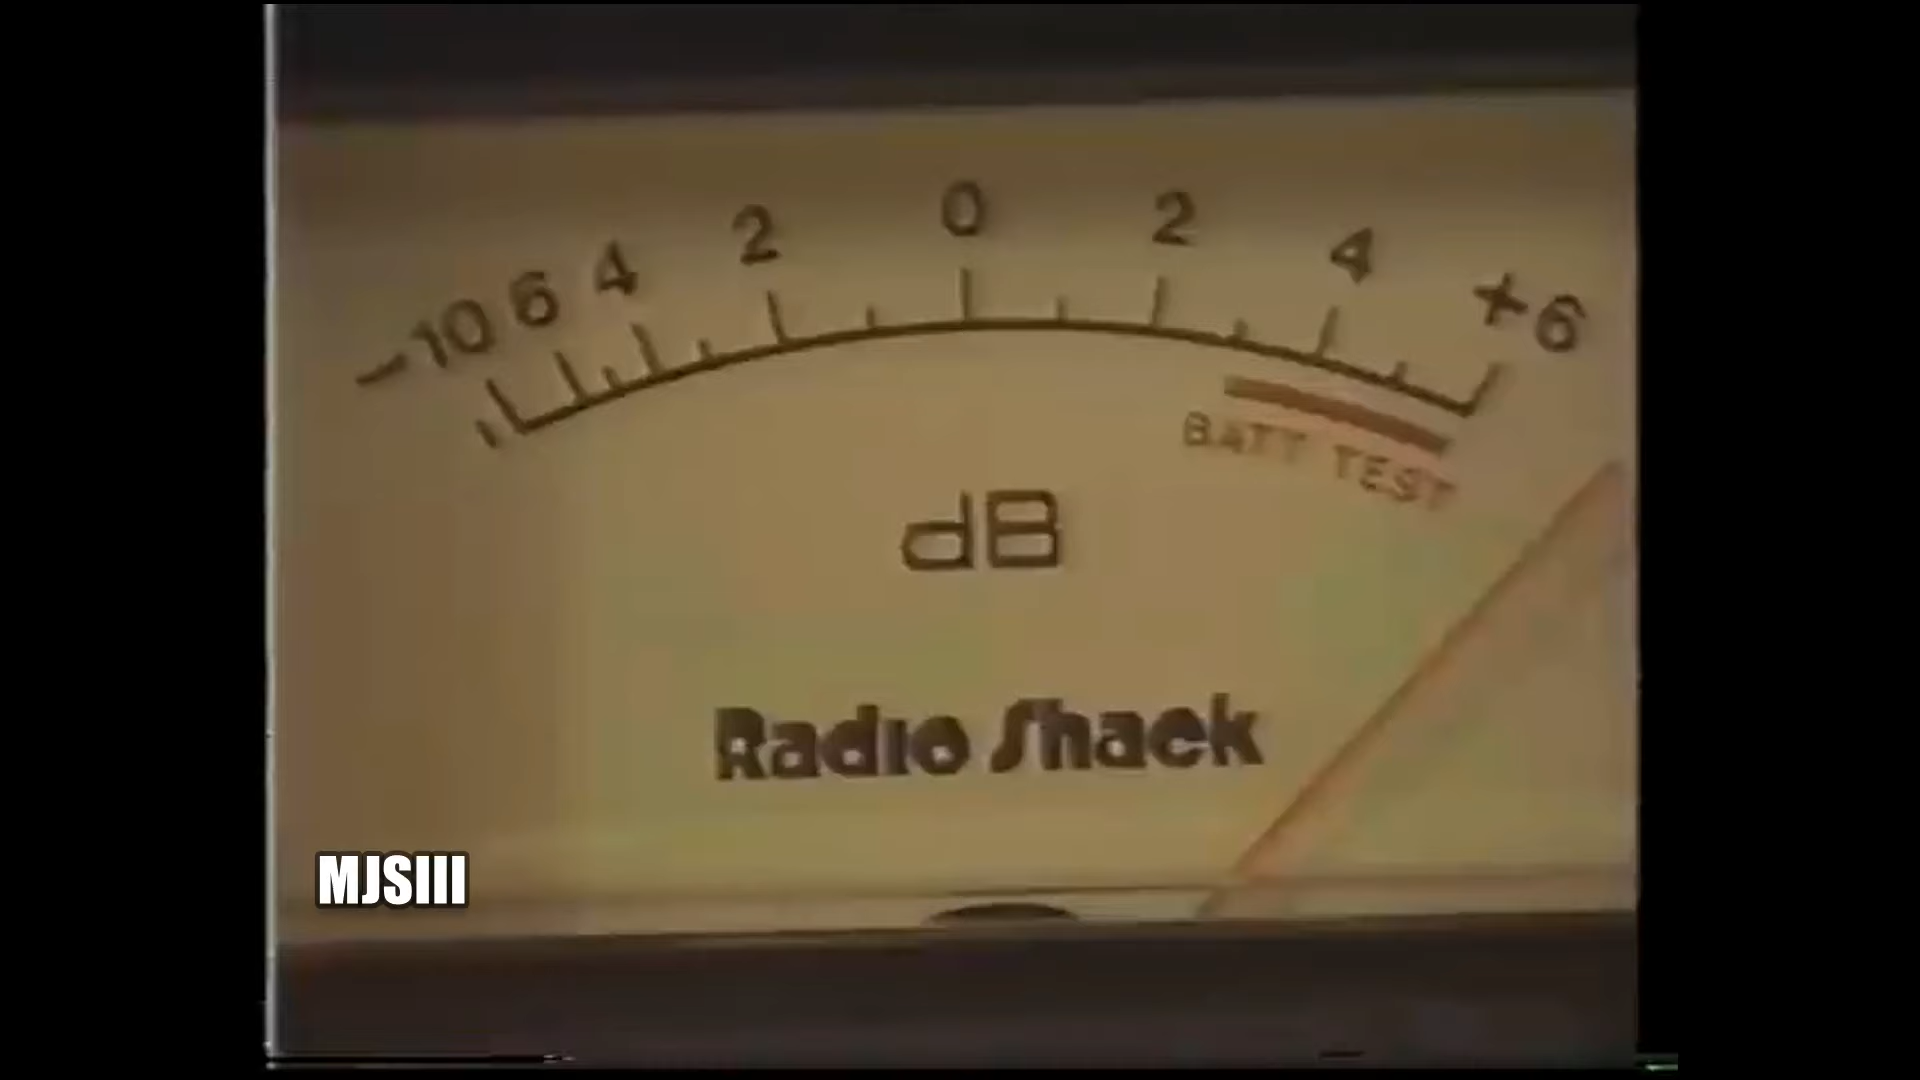 -10 6 4 2 0 2 4 +6
BATT TEST
dB
Radio Shack
MJSIII